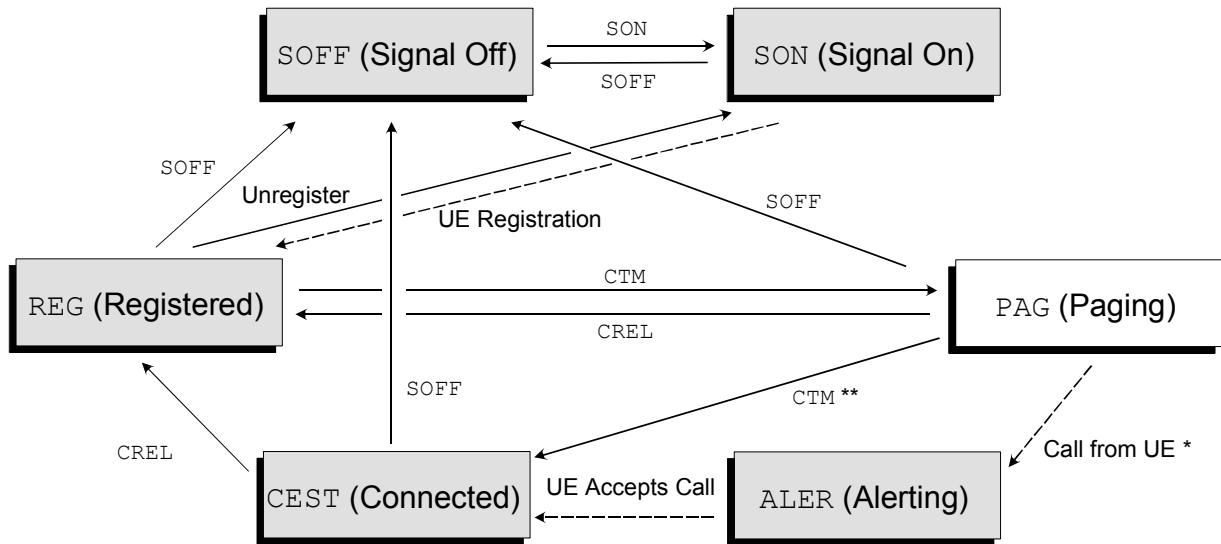 SON
SOFF (Signal Off)
SON (Signal On)
SOFF
SOFF
Unregister
UE Registration
SOFF
REG (Registered)
CTM
PAG (Paging)
CREL
SOFF
CTM **
CREL
Call from UE *
CEST (Connected)
UE Accepts Call
ALER (Alerting)